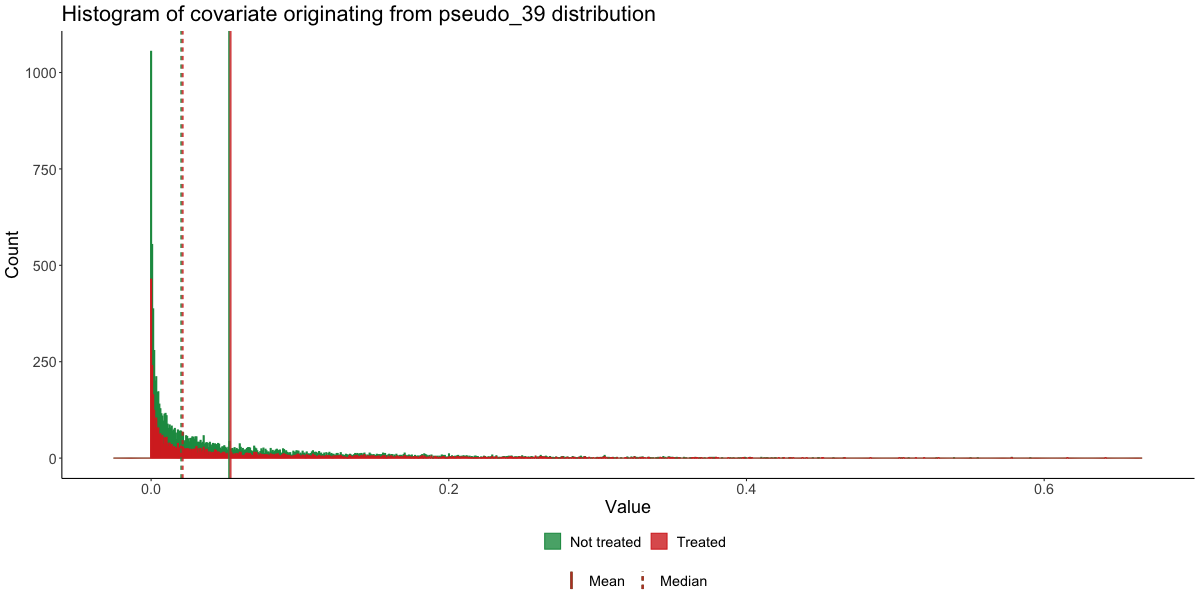 Histogram of covariate originating from pseudo_39 distribution
Count
1000
750
500
250
0
0.0 0.2 0.4 0.6
Value
Not treated Treated
Mean Median